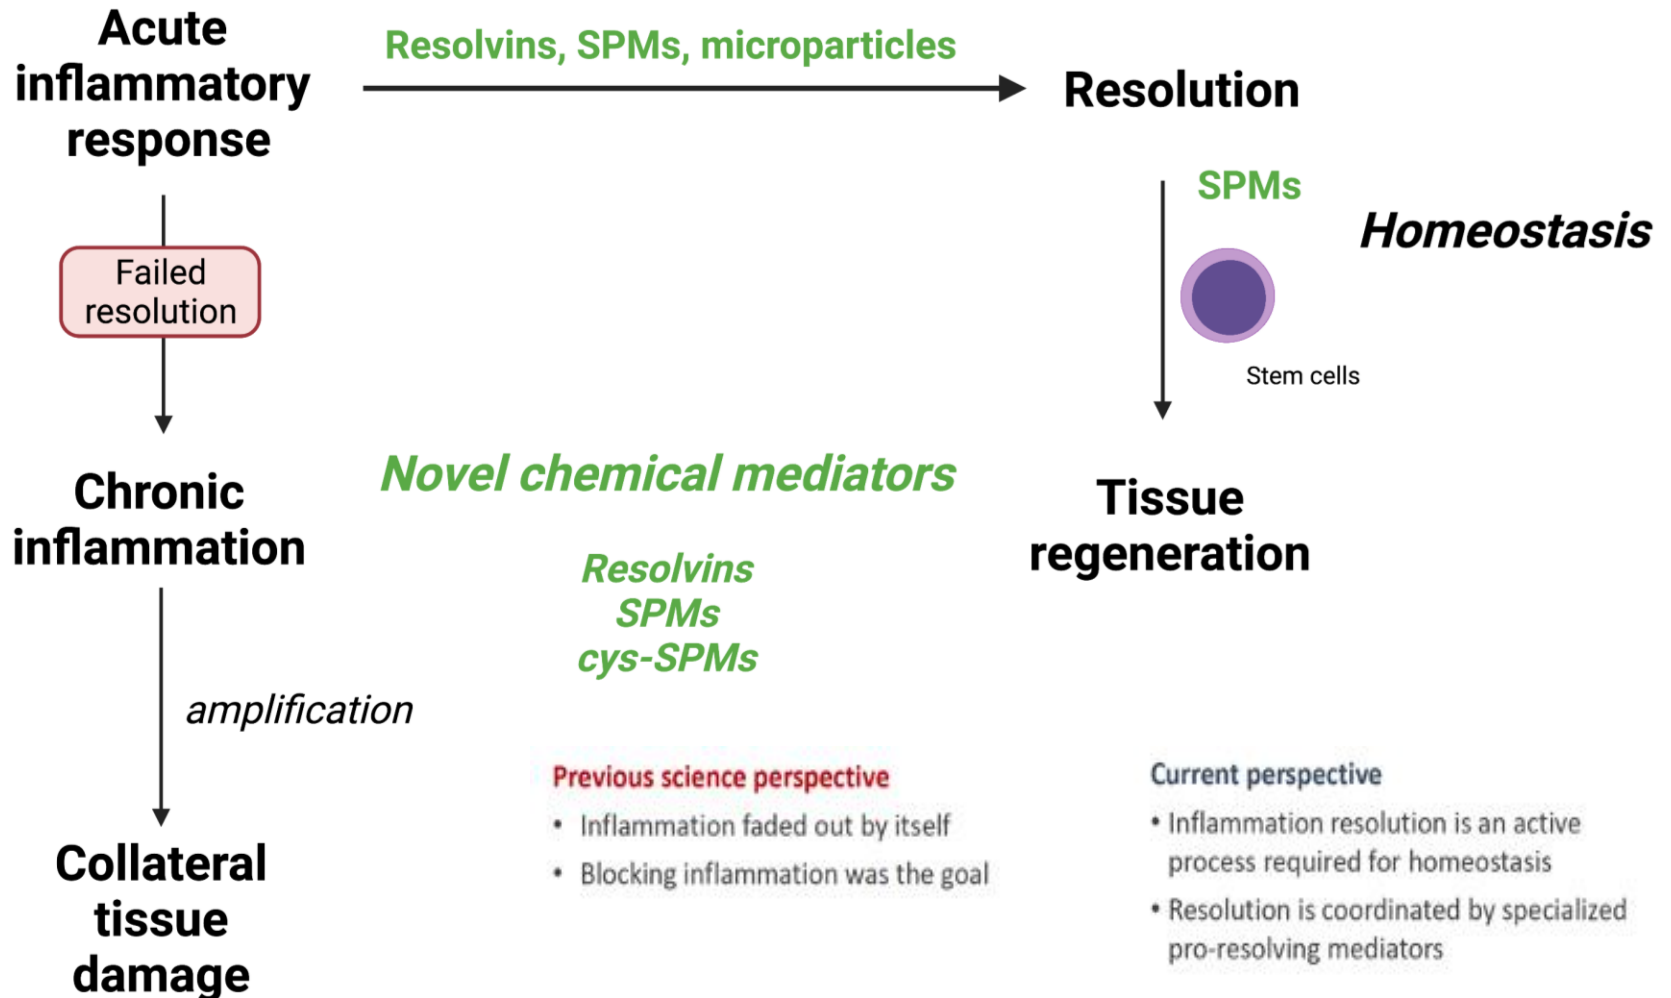 Acute
inflammatory
response
Resolvins, SPMs, microparticles
Resolution
SPMs
Homeostasis
Failed
resolution
Stem cells
Chronic
inflammation
Novel chemical mediators
Tissue
regeneration
Resolvins
SPMs
cys-SPMs
amplification
Collateral
tissue
damage
Previous science perspective
• Inflammation faded out by itself
• Blocking inflammation was the goal
Current perspective
• Inflammation resolution is an active
process required for homeostasis
• Resolution is coordinated by specialized
pro-resolving mediators